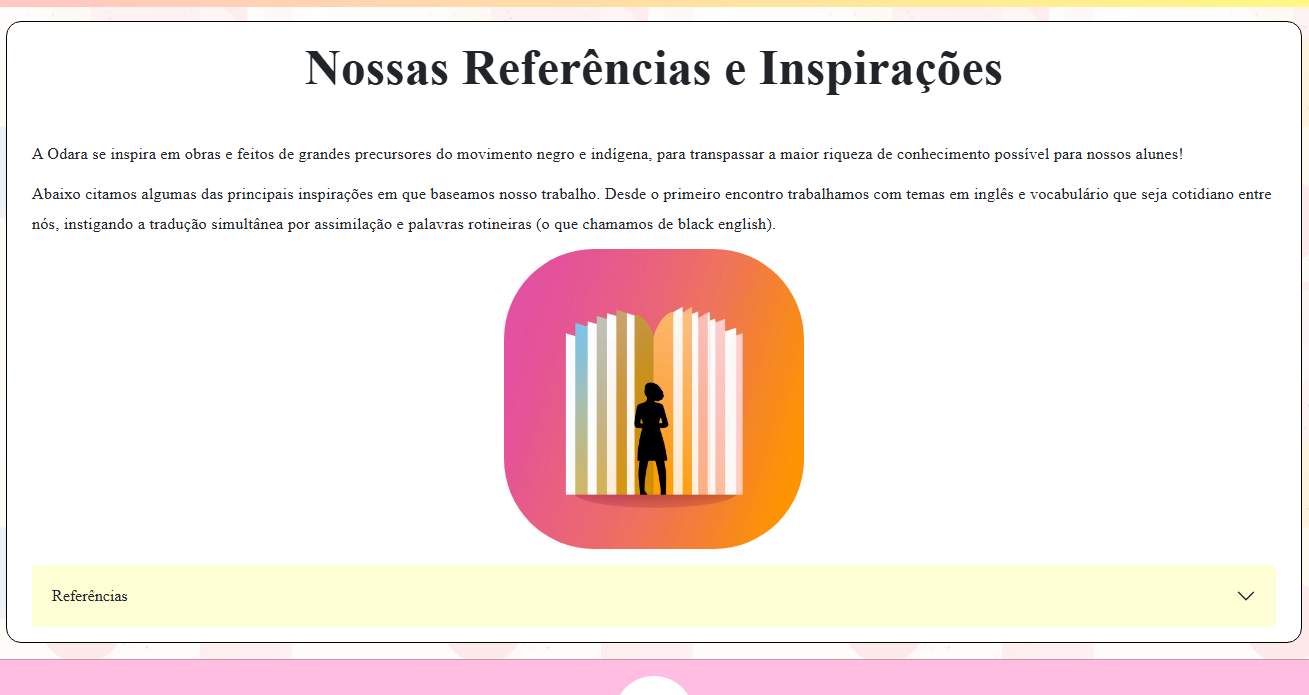 Nossas Referências e Inspirações
A Odara se inspira em obras e feitos de grandes precursores do movimento negro e indígena, para transpassar a maior riqueza de conhecimento possível para nossos alunes!
Abaixo citamos algumas das principais inspirações em que baseamos nosso trabalho. Desde o primeiro encontro trabalhamos com temas em inglês e vocabulário que seja cotidiano entre
nós, instigando a tradução simultânea por assimilação e palavras rotineiras (o que chamamos de black english).
Referências